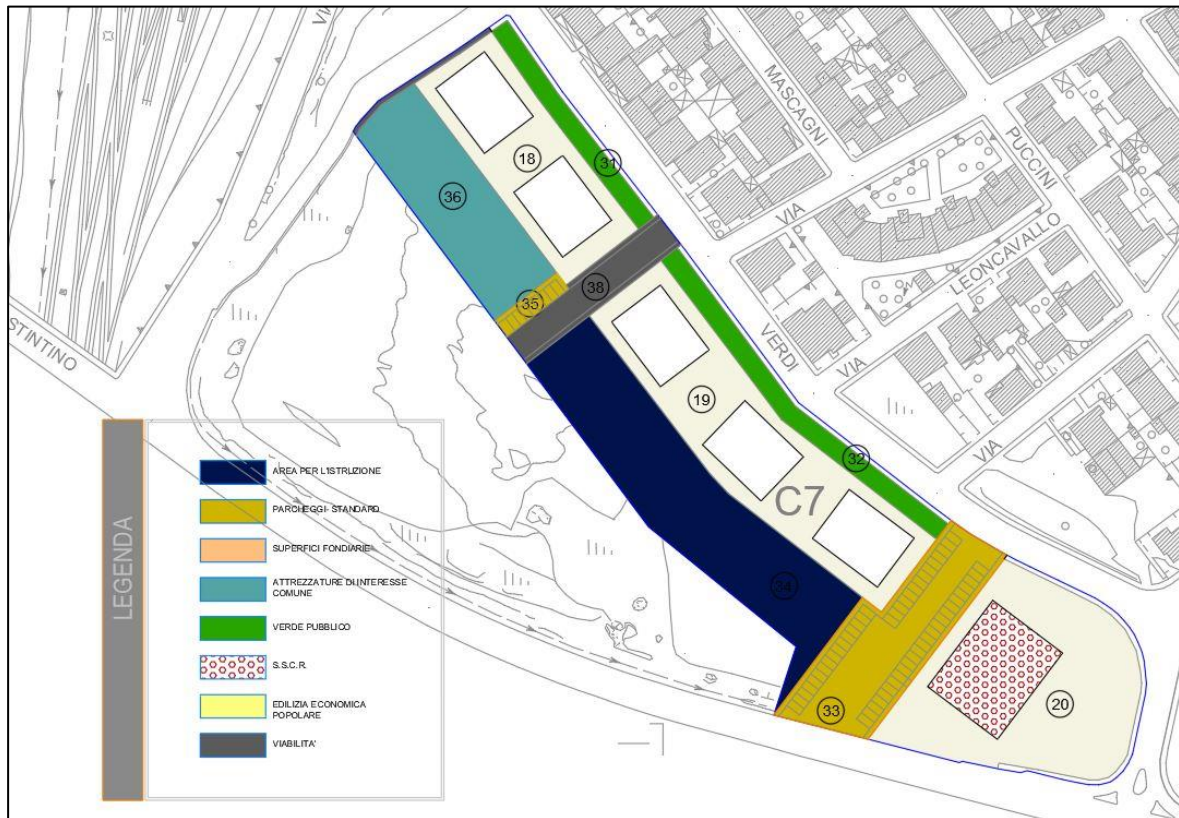 VIA
MASCAGNI
PUCCINI
VIA
LEONCAVALLO
VERDI
VIA
VIA
STINTINO
31
18
36
38
35
19
32
C7
34
33
20
LEGENDA
AREA PER L'ISTRUZIONE
PARCHEGGI- STANDARD
SUPERFICI FONDIARIE
ATTREZZATURE DI INTERESSE
COMUNE
VERDE PUBBLICO
S.S.C.R.
EDILIZIA ECONOMICA
POPOLARE
VIABILITA'